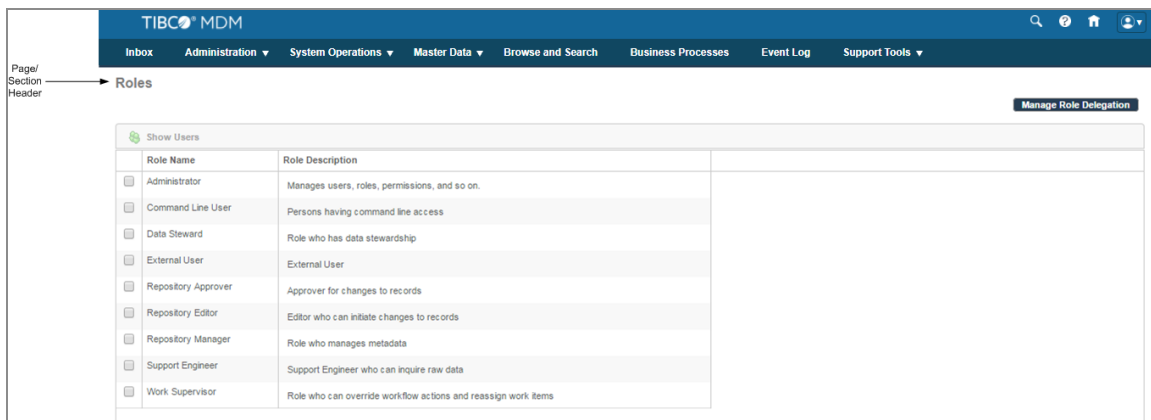 TIBCO® MDM
Inbox Administration ▼ System Operations ▼ Master Data ▼ Browse and Search Business Processes Event Log Support Tools ▼
Page/
Section
Header
Roles
Manage Role Delegation
Show Users
Role Name Role Description
Administrator Manages users, roles, permissions, and so on.
Command Line User Persons having command line access
Data Steward Role who has data stewardship
External User External User
Repository Approver Approver for changes to records
Repository Editor Editor who can initiate changes to records
Repository Manager Role who manages metadata
Support Engineer Support Engineer who can inquire raw data
Work Supervisor Role who can override workflow actions and reassign work items